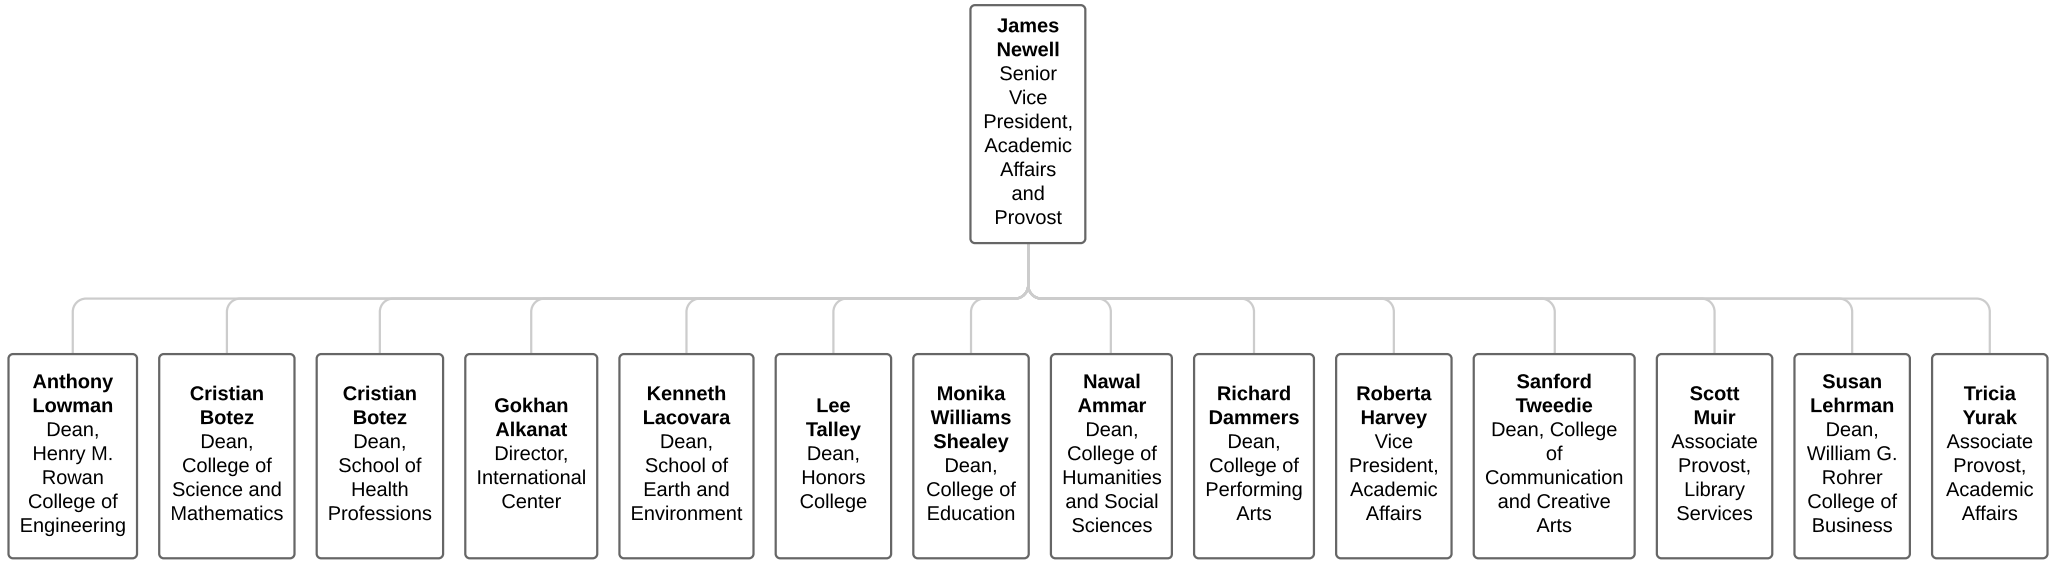 James
Newell
Senior
Vice
President,
Academic
Affairs
and
Provost
Anthony
Lowman
Dean,
Henry M.
Rowan
College of
Engineering
Cristian
Botez
Dean,
College of
Science and
Mathematics
Cristian
Botez
Dean,
School of
Health
Professions
Gokhan
Alkanat
Director,
International
Center
Kenneth
Lacovara
Dean,
School of
Earth and
Environment
Lee
Talley
Dean,
Honors
College
Monika
Williams
Shealey
Dean,
College of
Education
Nawal
Ammar
Dean,
College of
Humanities
and Social
Sciences
Richard
Dammers
Dean,
College of
Performing
Arts
Roberta
Harvey
Vice
President,
Academic
Affairs
Sanford
Tweedie
Dean, College
of
Communication
and Creative
Arts
Scott
Muir
Associate
Provost,
Library
Services
Susan
Lehrman
Dean,
William G.
Rohrer
College of
Business
Tricia
Yurak
Associate
Provost,
Academic
Affairs